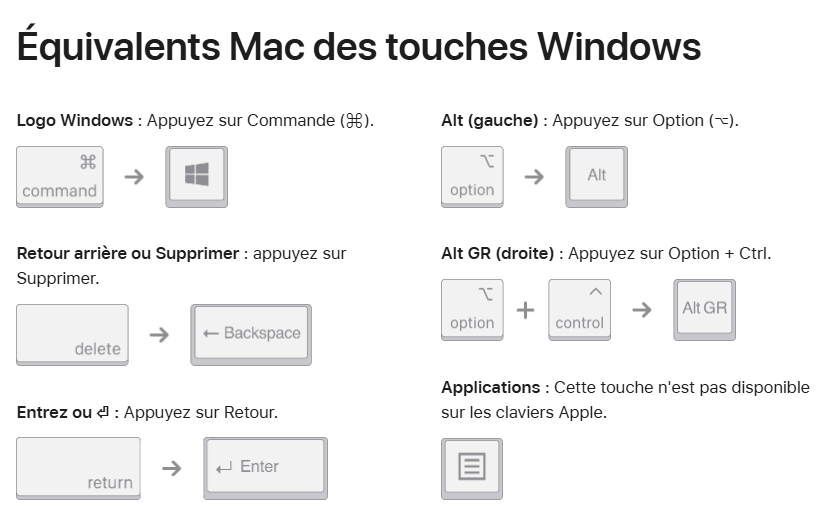 Équivalents Mac des touches Windows
Logo Windows : Appuyez sur Commande (⌘).
⌘
command
Retour arrière ou Supprimer : appuyez sur
Supprimer.
delete
← Backspace
Entrez ou ⏎ : Appuyez sur Retour.
return
↵ Enter
Alt (gauche) : Appuyez sur Option (⌥).
⌥
option
Alt
Alt GR (droite) : Appuyez sur Option + Ctrl.
⌥
option
+
^
control
Alt GR
Applications : Cette touche n'est pas disponible
sur les claviers Apple.